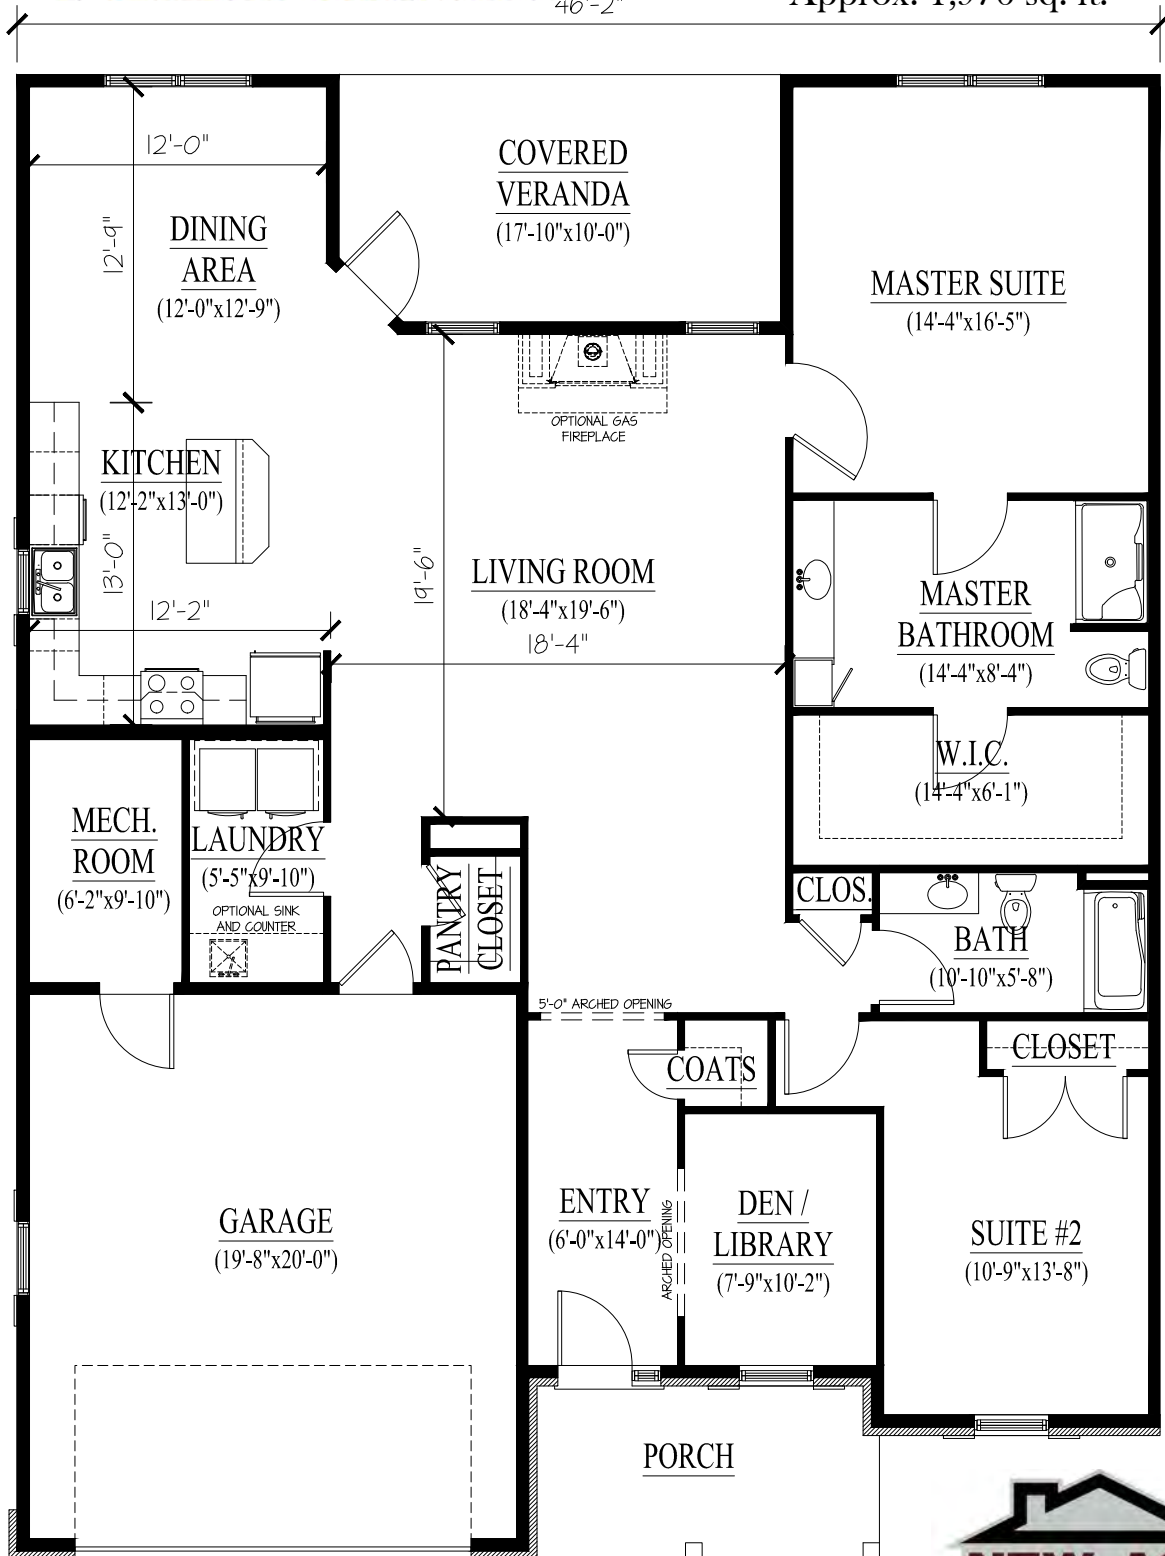 46'-2"
12'-0"
COVERED
VERANDA
(17'-10"x10'-0")
DINING
AREA
(12'-0"x12'-9")
12'-9"
MASTER SUITE
(14'-4"x16'-5")
OPTIONAL GAS
FIREPLACE
KITCHEN
(12'-2"x13'-0")
13'-0"
12'-2"
19'-6"
LIVING ROOM
(18'-4"x19'-6")
18'-4"
MASTER
BATHROOM
(14'-4"x8'-4")
W.I.C.
(14'-4"x6'-1")
MECH.
ROOM
(6'-2"x9'-10")
LAUNDRY
(5'-5"x9'-10")
OPTIONAL SINK
AND COUNTER
PANTRY
CLOSET
CLOS.
BATH
(10'-10"x5'-8")
5'-0" ARCHED OPENING
COATS
CLOSET
GARAGE
(19'-8"x20'-0")
ENTRY
(6'-0"x14'-0")
ARCHED OPENING
DEN /
LIBRARY
(7'-9"x10'-2")
SUITE #2
(10'-9"x13'-8")
PORCH